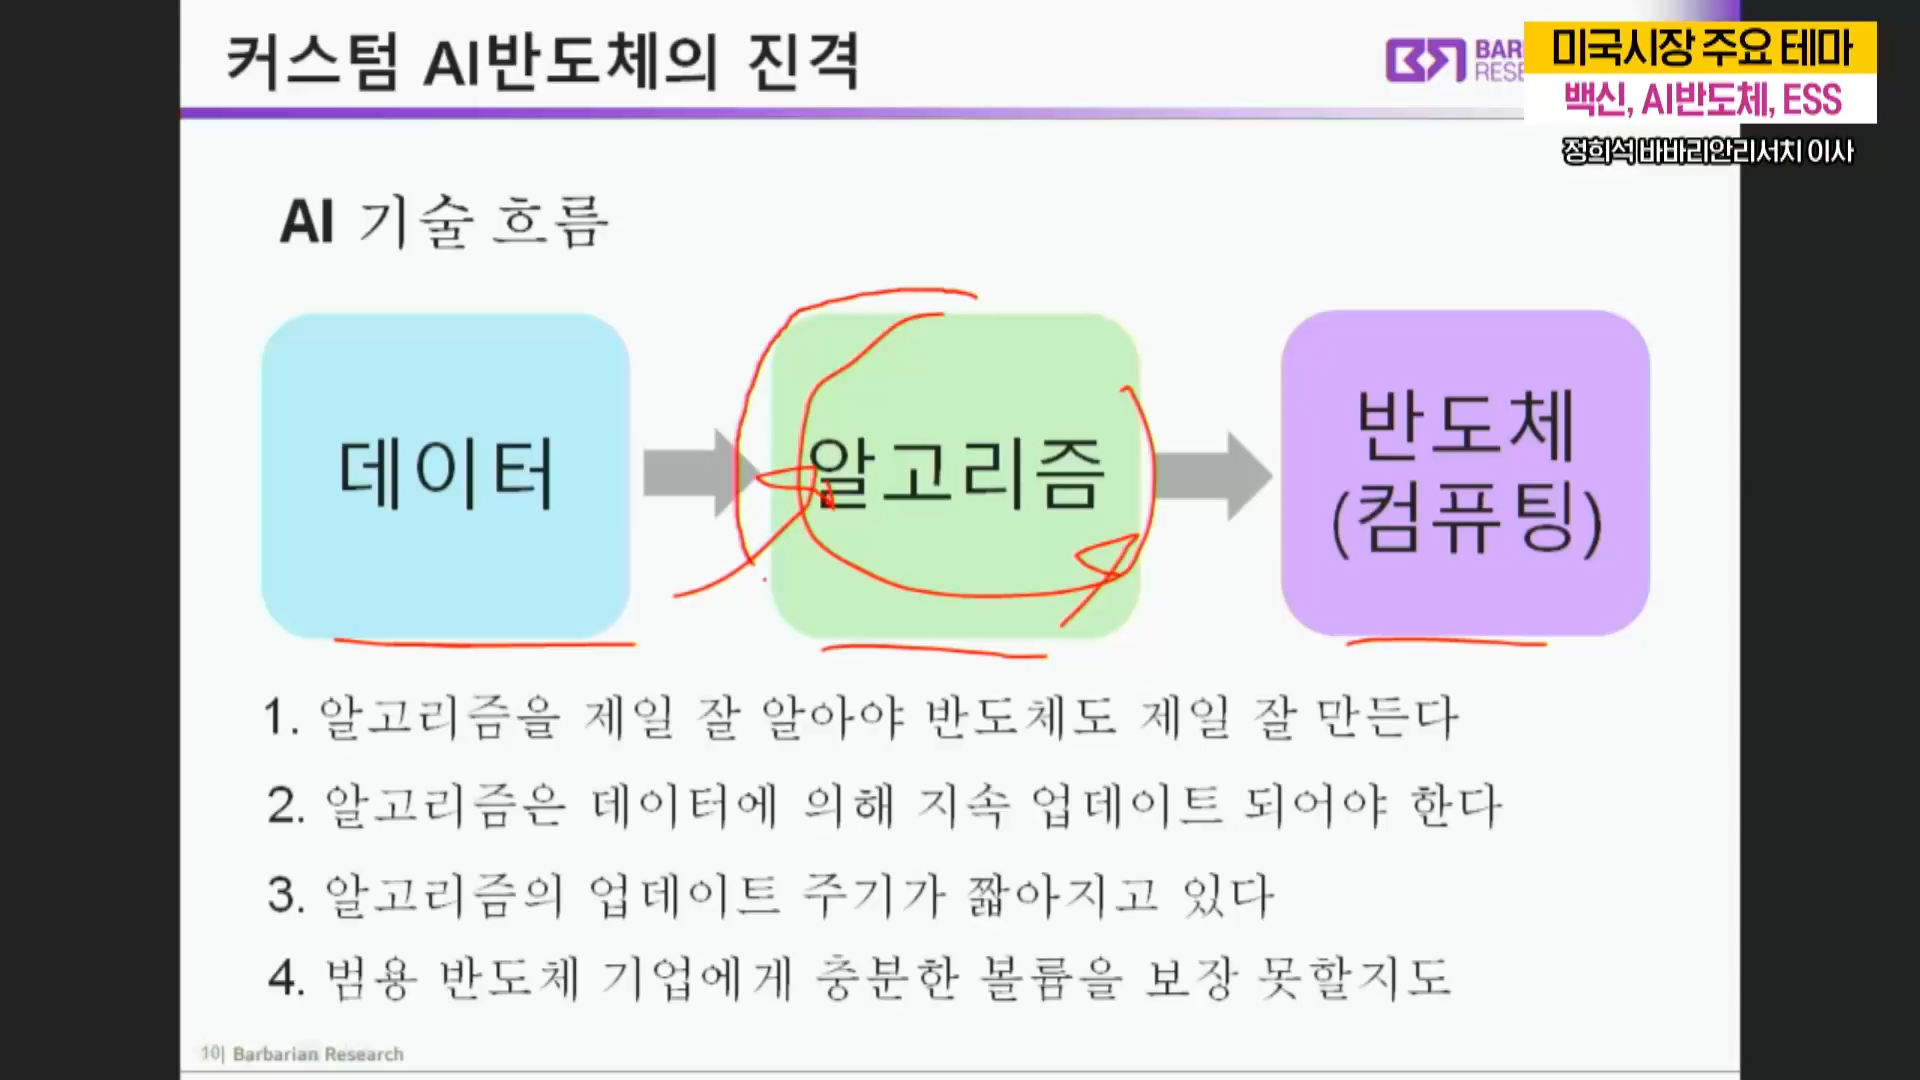 커스텀 AI반도체의 진격
미국시장 주요 테마
백신, AI반도체, ESS
정희석 바바리안리서치 이사
AI 기술 흐름
데이터
알고리즘
반도체
(컴퓨팅)
1. 알고리즘을 제일 잘 알아야 반도체도 제일 잘 만든다
2. 알고리즘은 데이터에 의해 지속 업데이트 되어야 한다
3. 알고리즘의 업데이트 주기가 짧아지고 있다
4. 범용 반도체 기업에게 충분한 볼륨을 보장 못할지도
10| Barbarian Research